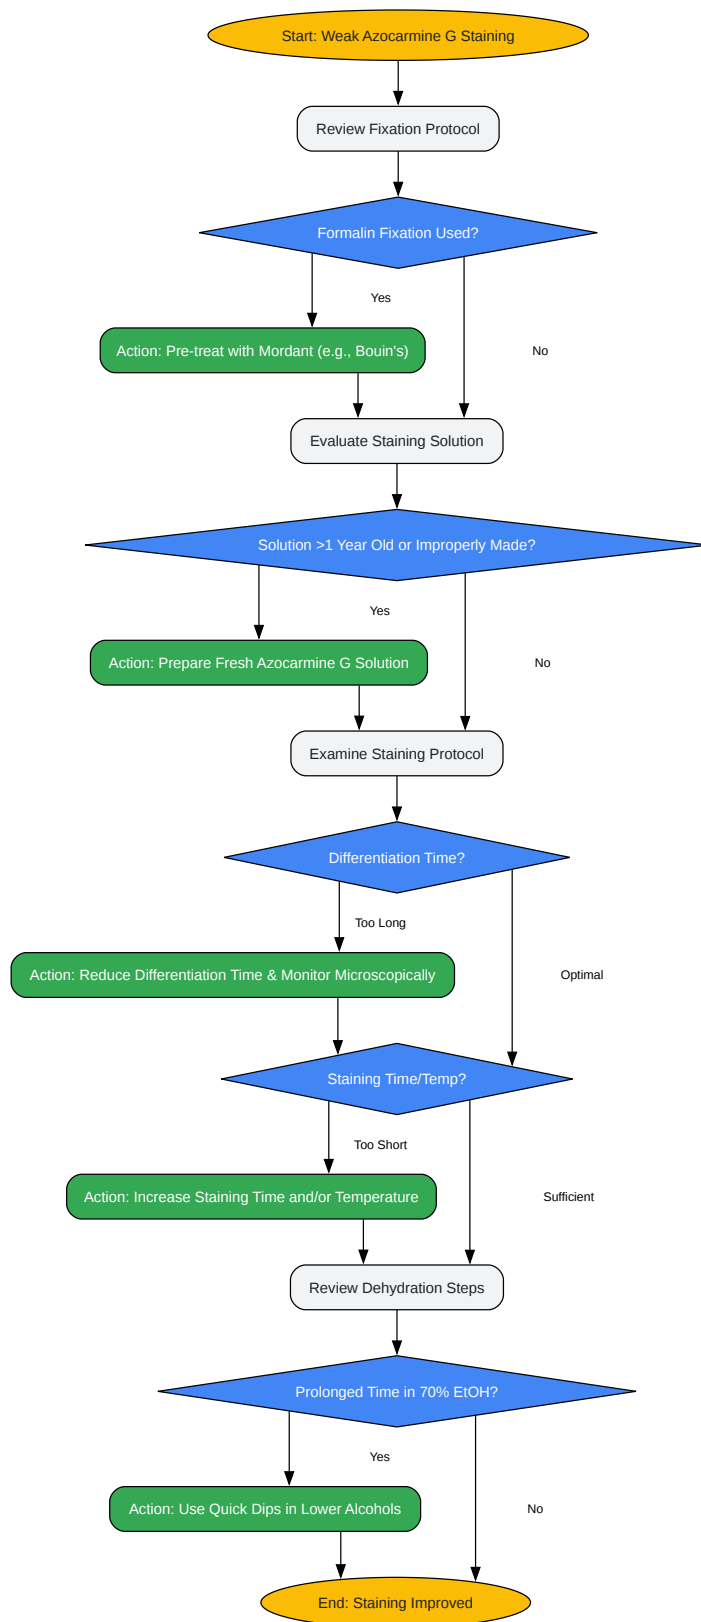 Start: Weak Azocarmine G Staining
Review Fixation Protocol
Formalin Fixation Used?
Yes
Action: Pre-treat with Mordant (e.g., Bouin's)
No
Evaluate Staining Solution
Solution >1 Year Old or Improperly Made?
Yes
Action: Prepare Fresh Azocarmine G Solution
No
Examine Staining Protocol
Differentiation Time?
Too Long
Action: Reduce Differentiation Time & Monitor Microscopically
Optimal
Staining Time/Temp?
Too Short
Action: Increase Staining Time and/or Temperature
Sufficient
Review Dehydration Steps
Prolonged Time in 70% EtOH?
Yes
Action: Use Quick Dips in Lower Alcohols
No
End: Staining Improved